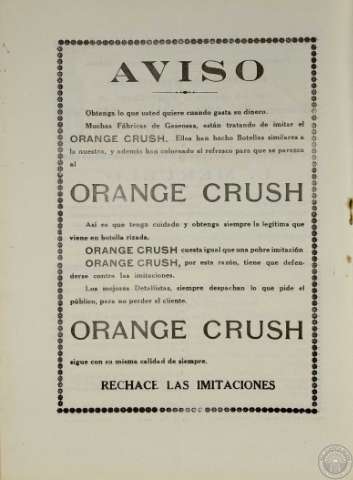 AVISO
Obtenga lo que usted quiere cuando gasta su dinero.
Muchas Fábricas de Gaseosa, están tratando de imitar el
ORANGE CRUSH. Ellos han hecho Botellas similares a
la nuestra, y además han coloreado el refresco para que se parezca
al
ORANGE CRUSH
Asi es que tenga cuidado y obtenga siempre la legítima que
viene en botella rizada.
ORANGE CRUSH cuesta igual que una pobre imitación
ORANGE CRUSH, por esta razón, tiene que defen-
derse contra las imitaciones.
Los mejores Detallistas, siempre despachan lo que pide el
público, para no perder el cliente.
ORANGE CRUSH
sigue con su misma calidad de siempre.
RECHACE LAS IMITACIONES